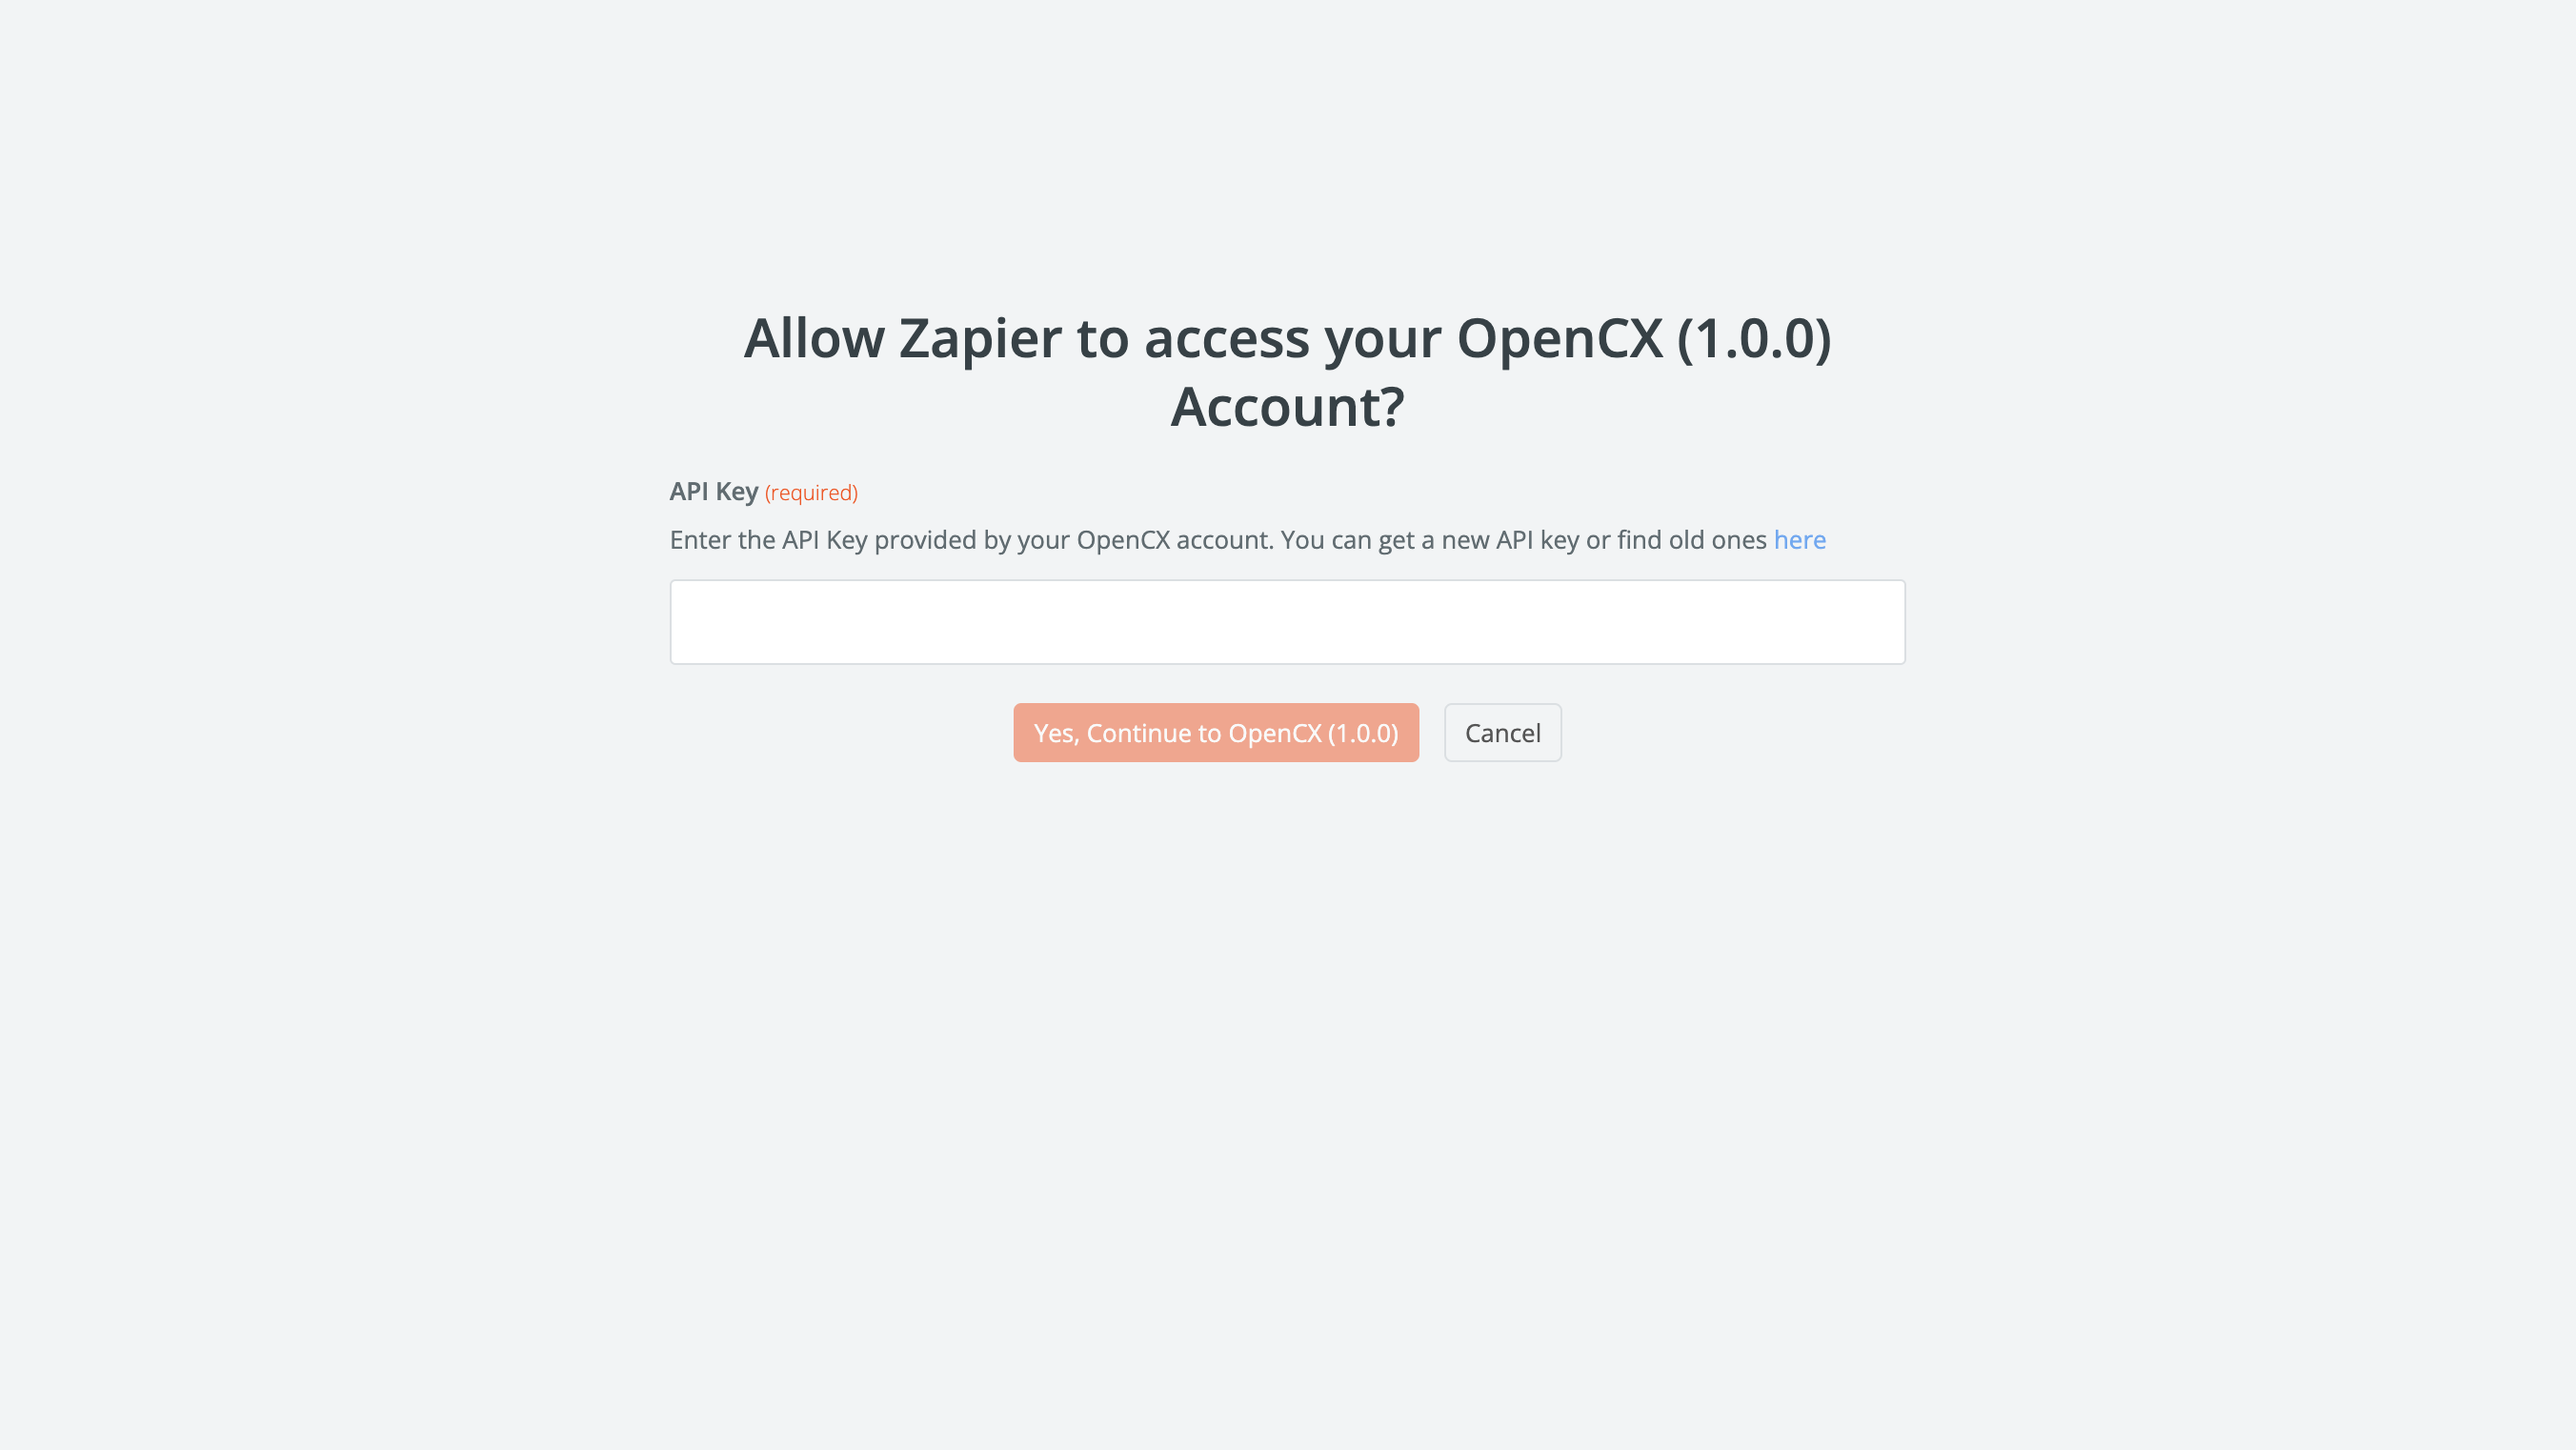 Allow Zapier to access your OpenCX (1.0.0)
Account?
API Key (required)
Enter the API Key provided by your OpenCX account. You can get a new API key or find old ones here
Yes, Continue to OpenCX (1.0.0)
Cancel